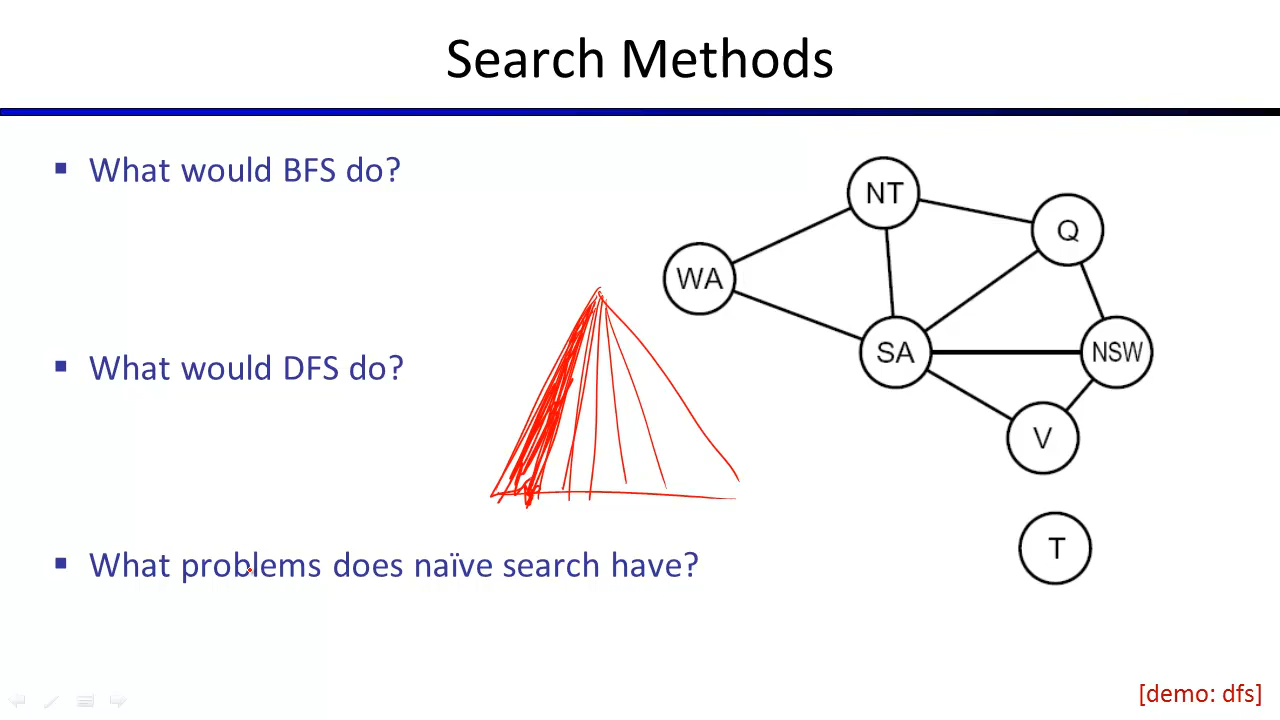 Search Methods
▪ What would BFS do?
▪ What would DFS do?
▪ What problems does naïve search have?
NT
Q
WA
SA
NSW
V
T
[demo: dfs]